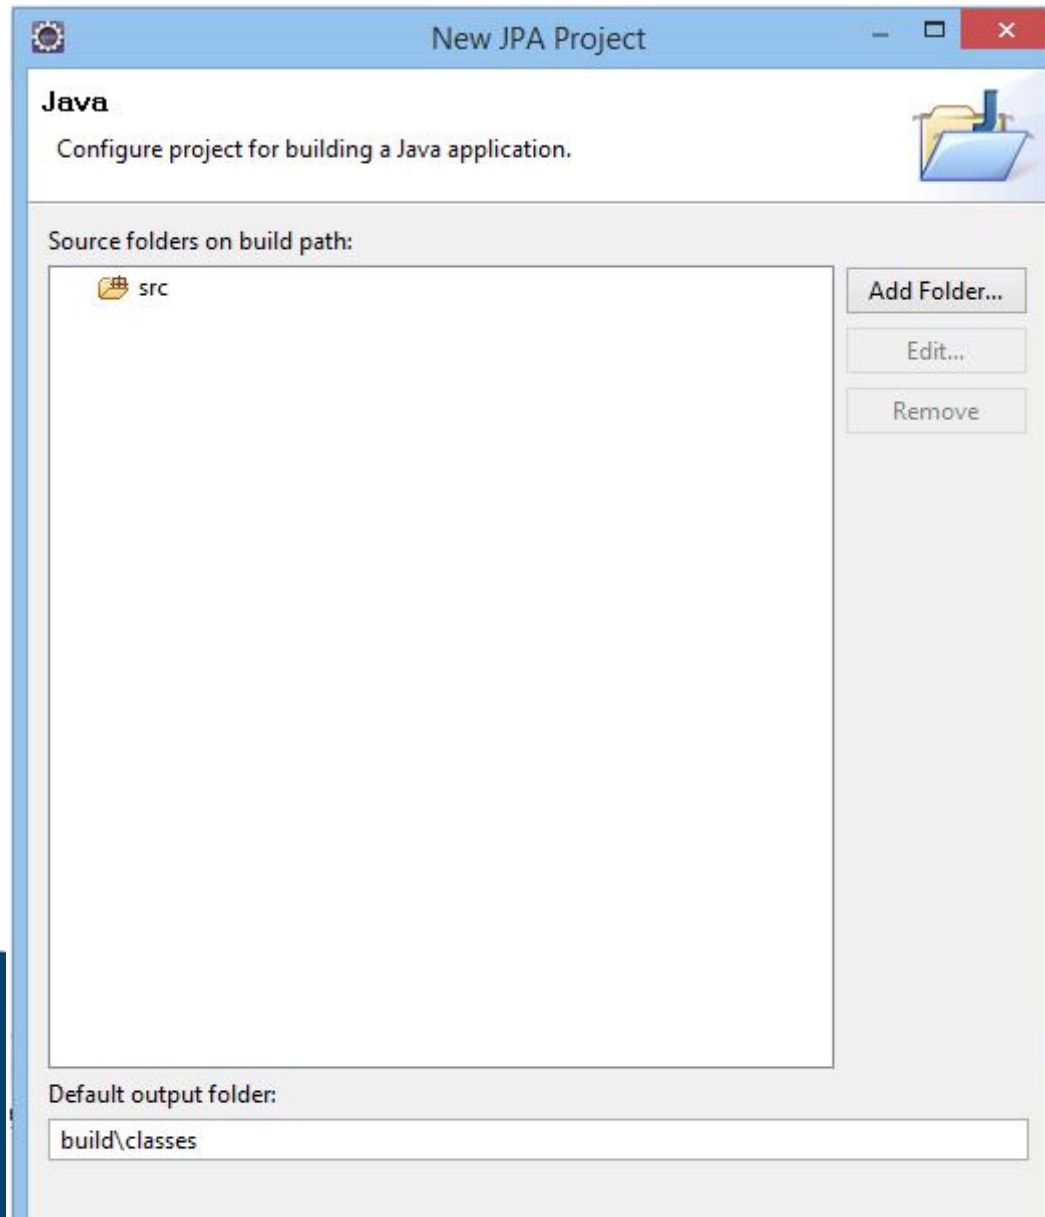 New JPA Project
Java
Configure project for building a Java application.
Source folders on build path:
src
Add Folder...
Edit...
Remove
Default output folder:
build\classes